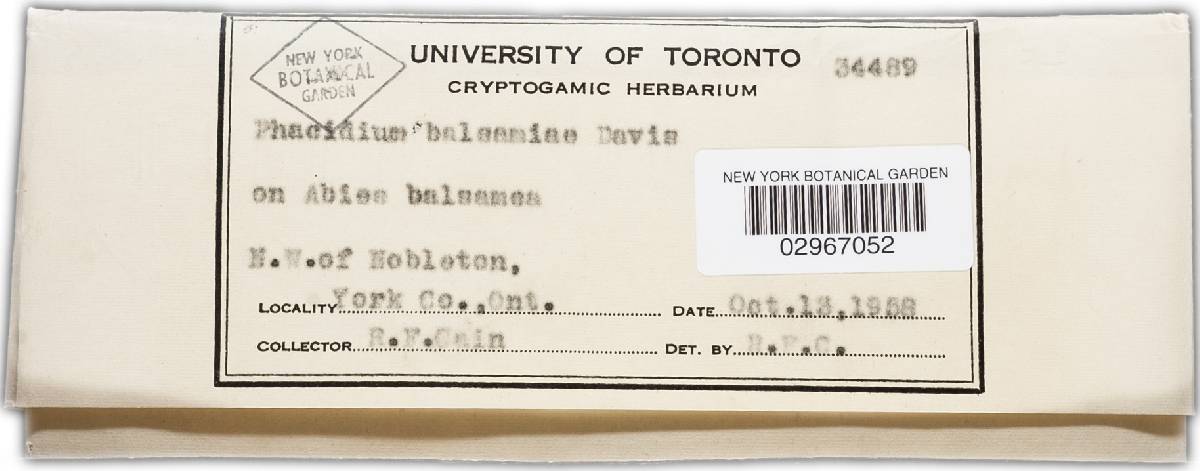 NEW YORK
BOTANICAL
GARDEN
UNIVERSITY OF TORONTO 34489
CRYPTOGAMIC HERBARIUM
Phacidium balsamiae Davis
on Abies balsamea
NEW YORK BOTANICAL GARDEN
02967052
N.W.of Nobleton,
LOCALITY York Co.,Ont. DATE Oct.13,1958
COLLECTOR R.F.Cain DET. BY R.F.C.